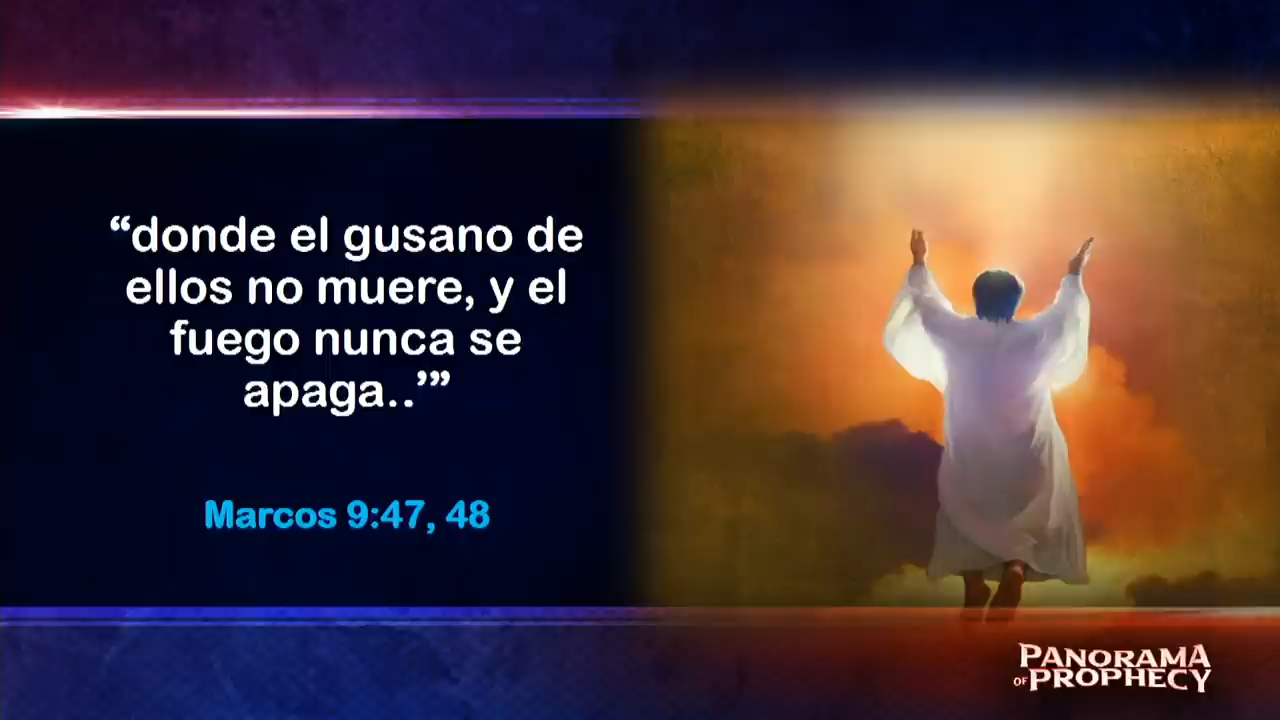 “donde el gusano de
ellos no muere, y el
fuego nunca se
apaga..’”
Marcos 9:47, 48
PANORAMA
OF PROPHECY